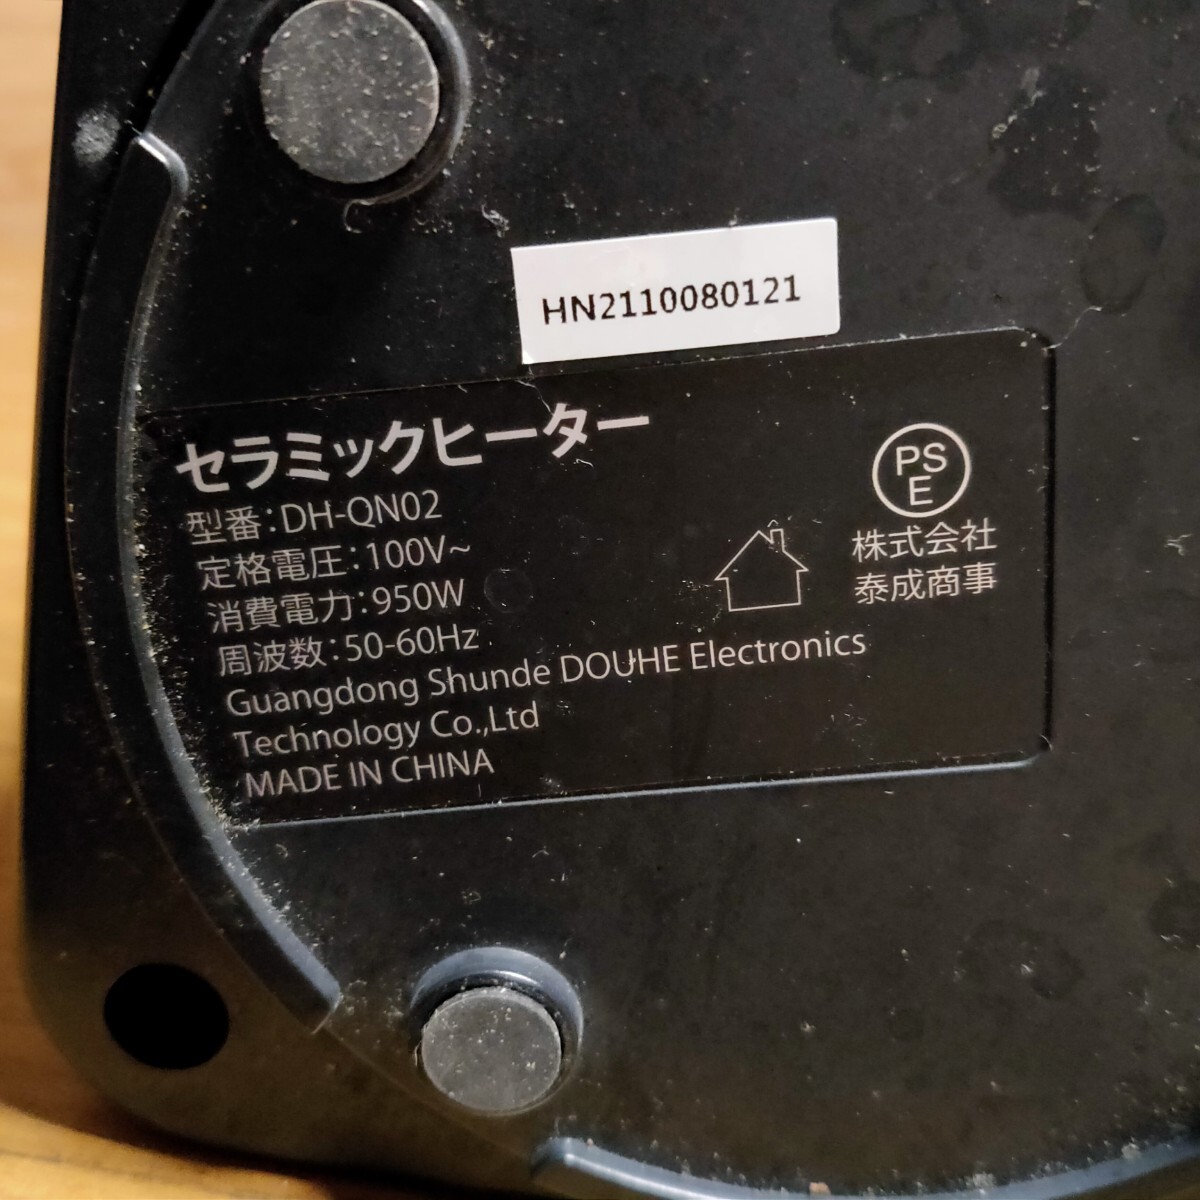 HN2110080121
セラミックヒーター
型番:DH-QN02
定格電圧:100V~
消費電力:950W
周波数:50-60Hz
Guangdong Shunde DOUHE Electronics
Technology Co.,Ltd
MADE IN CHINA
PS
E
株式会社
泰成商事